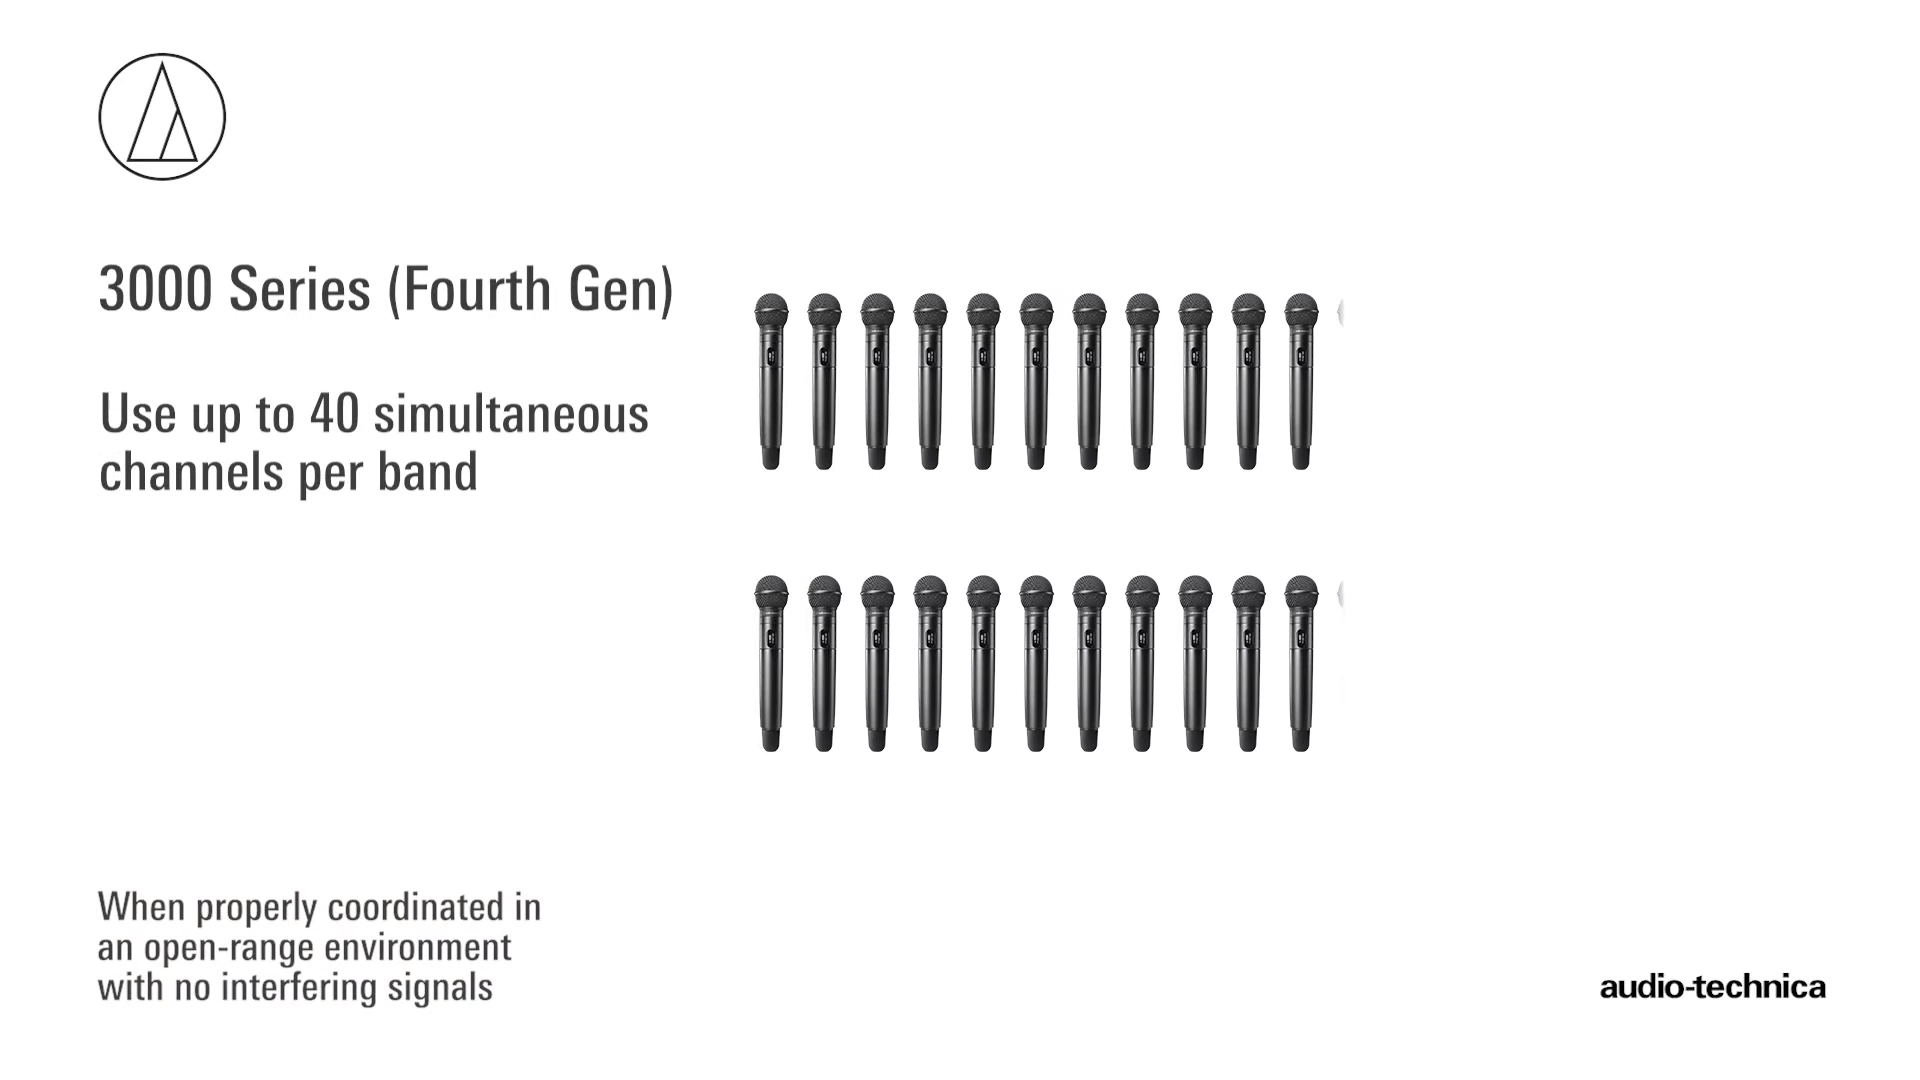 3000 Series (Fourth Gen)
Use up to 40 simultaneous
channels per band
When properly coordinated in
an open-range environment
with no interfering signals
audio-technica